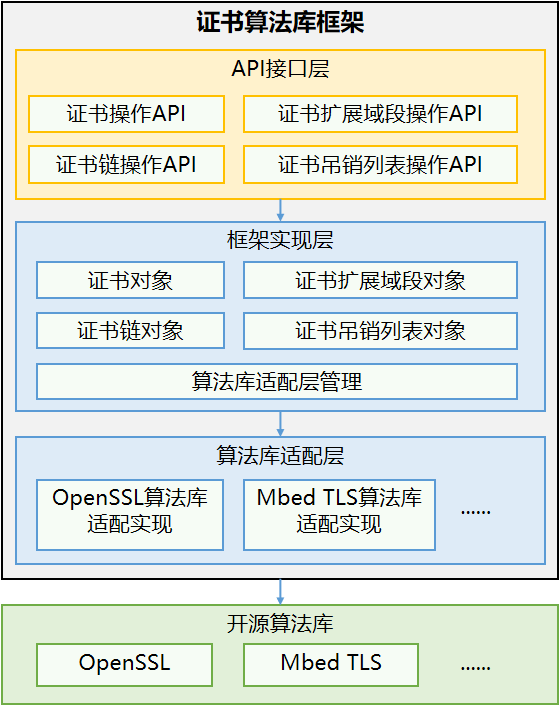 证书算法库框架
API接口层
证书操作API
证书扩展域段操作API
证书链操作API
证书吊销列表操作API
框架实现层
证书对象
证书扩展域段对象
证书链对象
证书吊销列表对象
算法库适配层管理
算法库适配层
OpenSSL算法库
适配实现
Mbed TLS算法库
适配实现
......
开源算法库
OpenSSL
Mbed TLS
......